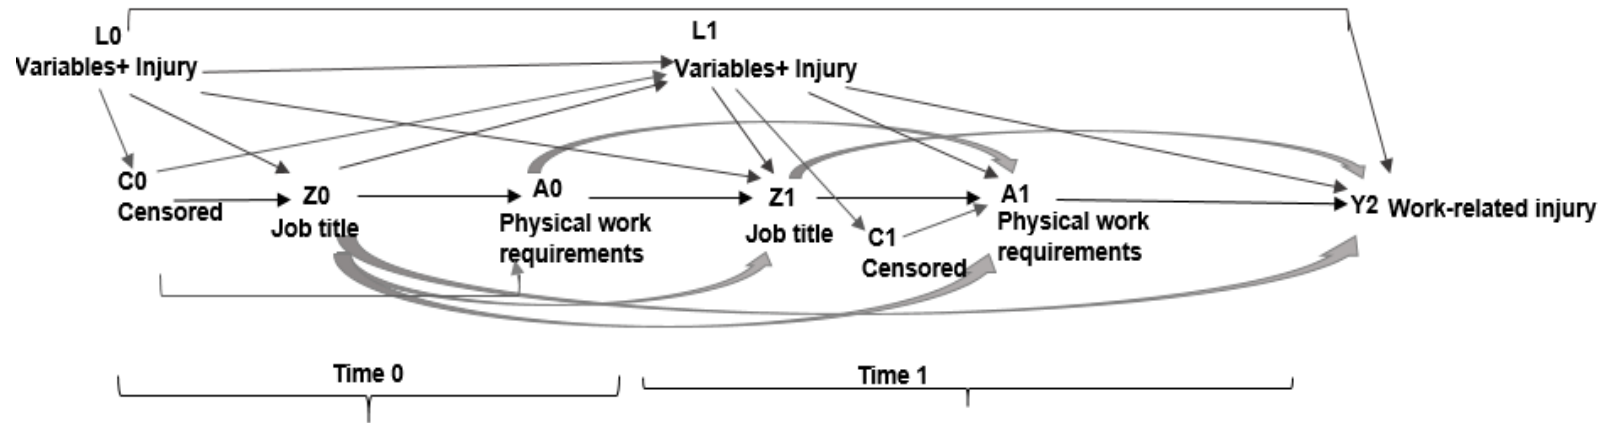 L0
Variables+ Injury
L1
Variables+ Injury
C0
Censored
Z0
Job title
A0
Physical work
requirements
Z1
Job title
C1
Censored
A1
Physical work
requirements
Y2 Work-related injury
Time 0
Time 1